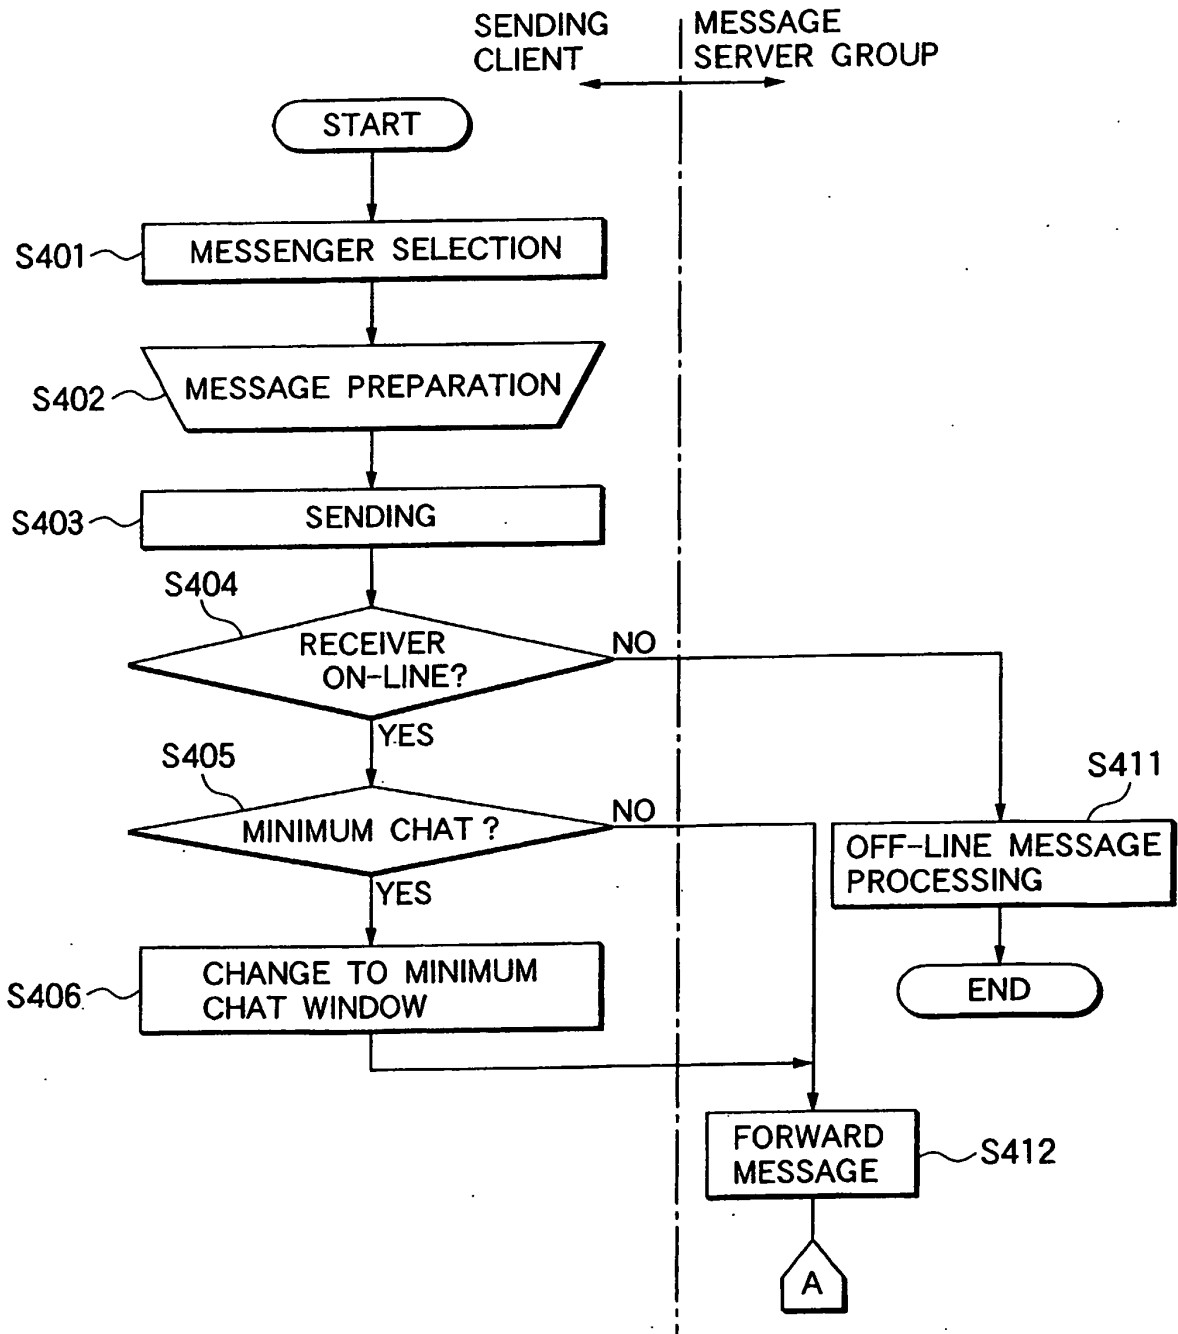 SENDING
CLIENT
MESSAGE
SERVER GROUP
START
S401
MESSENGER SELECTION
S402
MESSAGE PREPARATION
S403
SENDING
S404
RECEIVER
ON-LINE?
NO
YES
S405
MINIMUM CHAT ?
NO
YES
S411
OFF-LINE MESSAGE
PROCESSING
END
S406
CHANGE TO MINIMUM
CHAT WINDOW
FORWARD
MESSAGE
S412
A